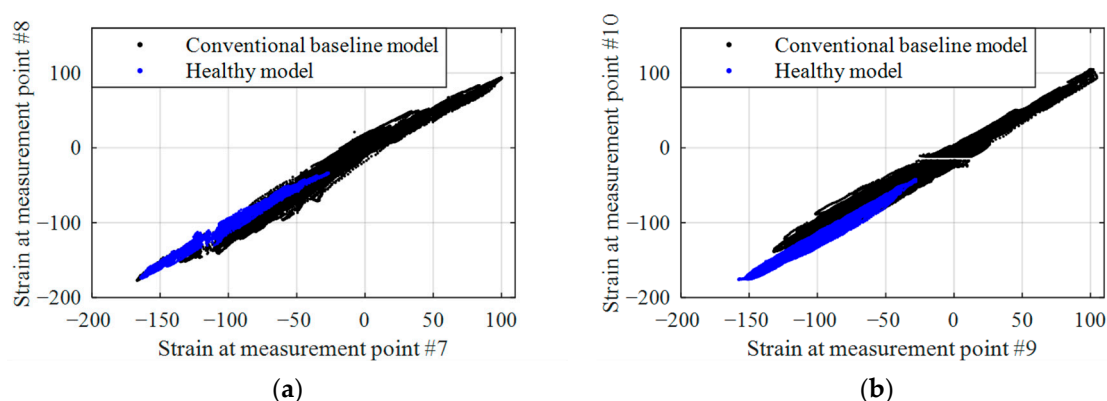 Strain at measurement point #8
Conventional baseline model
Healthy model
100
0
−100
−200
−200 −150 −100 −50 0 50 100
Strain at measurement point #7
(a)
Strain at measurement point #10
Conventional baseline model
Healthy model
100
0
−100
−200
−200 −150 −100 −50 0 50 100
Strain at measurement point #9
(b)